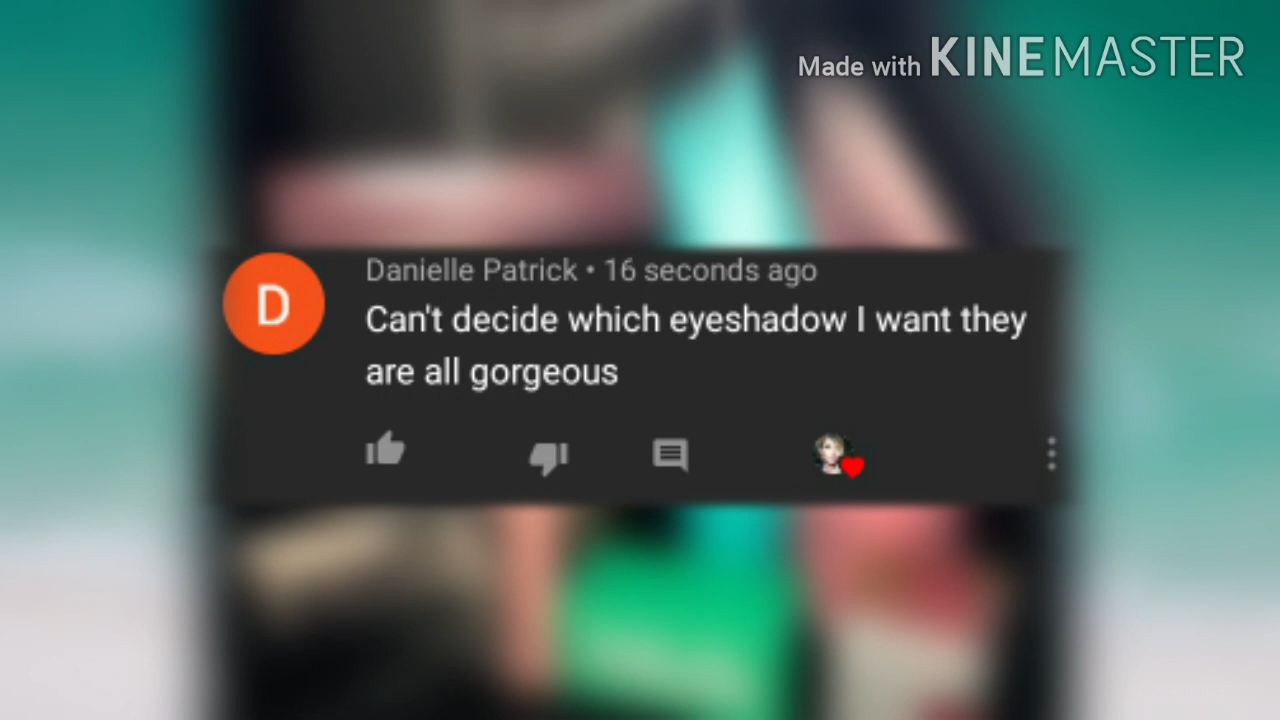 Made with KINEMASTER
D
Danielle Patrick • 16 seconds ago
Can't decide which eyeshadow I want they
are all gorgeous